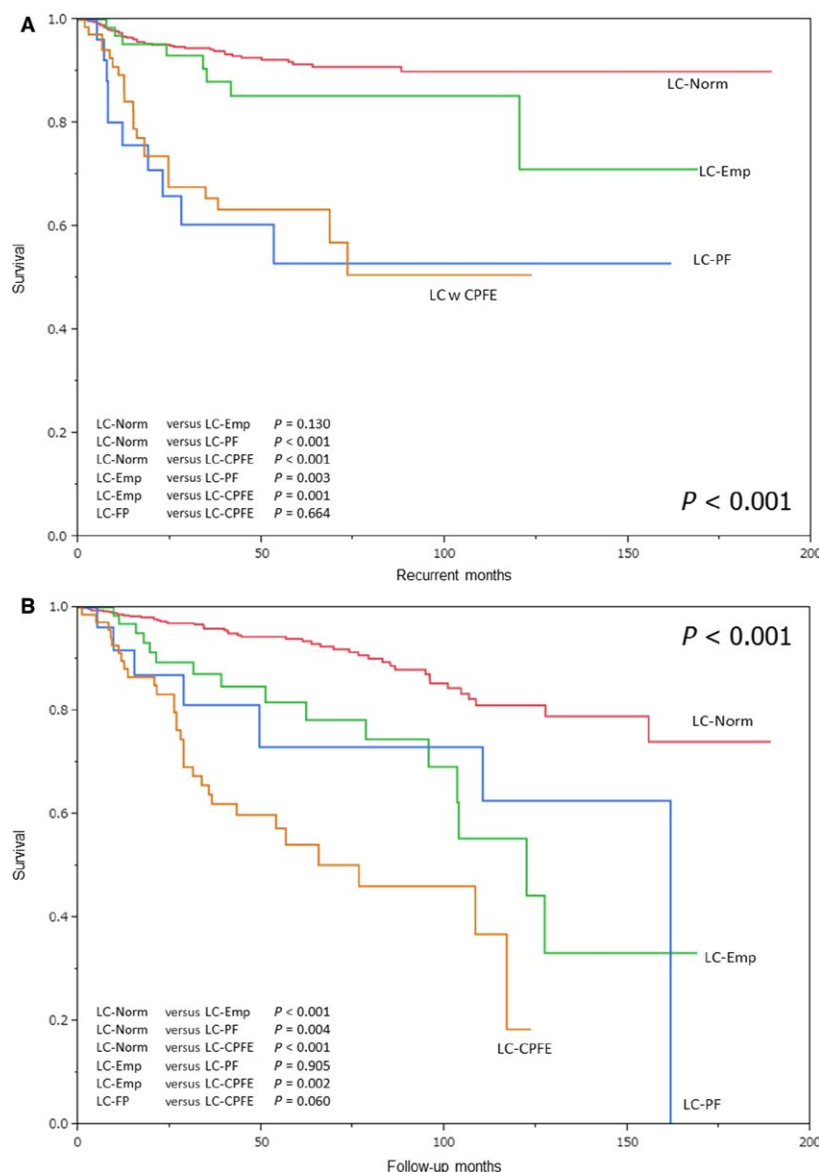 A
1.0
0.8
0.6
0.4
0.2
0.0
Survival
LC-Norm
LC-Emp
LC-PF
LC w CPFE
LC-Norm versus LC-Emp P = 0.130
LC-Norm versus LC-PF P < 0.001
LC-Norm versus LC-CPFE P < 0.001
LC-Emp versus LC-PF P = 0.003
LC-Emp versus LC-CPFE P = 0.001
LC-FP versus LC-CPFE P = 0.664
P < 0.001
0 50 100 150 200
Recurrent months
B
1.0
0.8
0.6
0.4
0.2
0.0
Survival
P < 0.001
LC-Norm
LC-Emp
LC-CPFE
LC-PF
LC-Norm versus LC-Emp P < 0.001
LC-Norm versus LC-PF P = 0.004
LC-Norm versus LC-CPFE P < 0.001
LC-Emp versus LC-PF P = 0.905
LC-Emp versus LC-CPFE P = 0.002
LC-FP versus LC-CPFE P = 0.060
0 50 100 150 200
Follow-up months